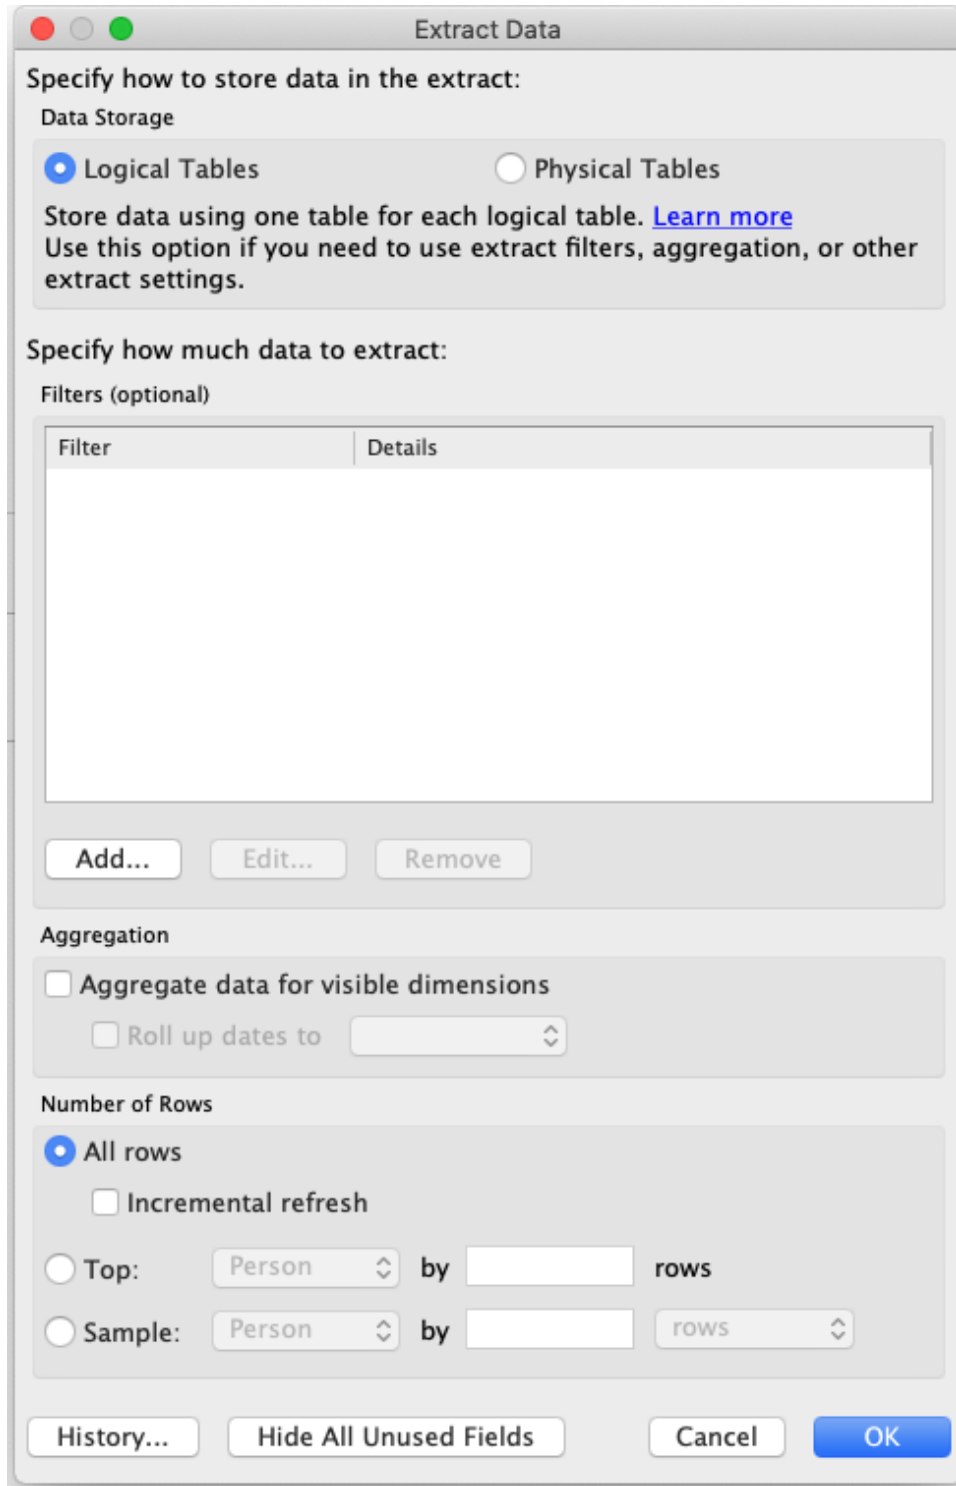 Extract Data
Specify how to store data in the extract:
Data Storage
Logical Tables Physical Tables
Store data using one table for each logical table. Learn more
Use this option if you need to use extract filters, aggregation, or other
extract settings.
Specify how much data to extract:
Filters (optional)
Filter Details
Add... Edit... Remove
Aggregation
Aggregate data for visible dimensions
Roll up dates to
Number of Rows
All rows
Incremental refresh
Top: Person by rows
Sample: Person by rows
History... Hide All Unused Fields Cancel OK